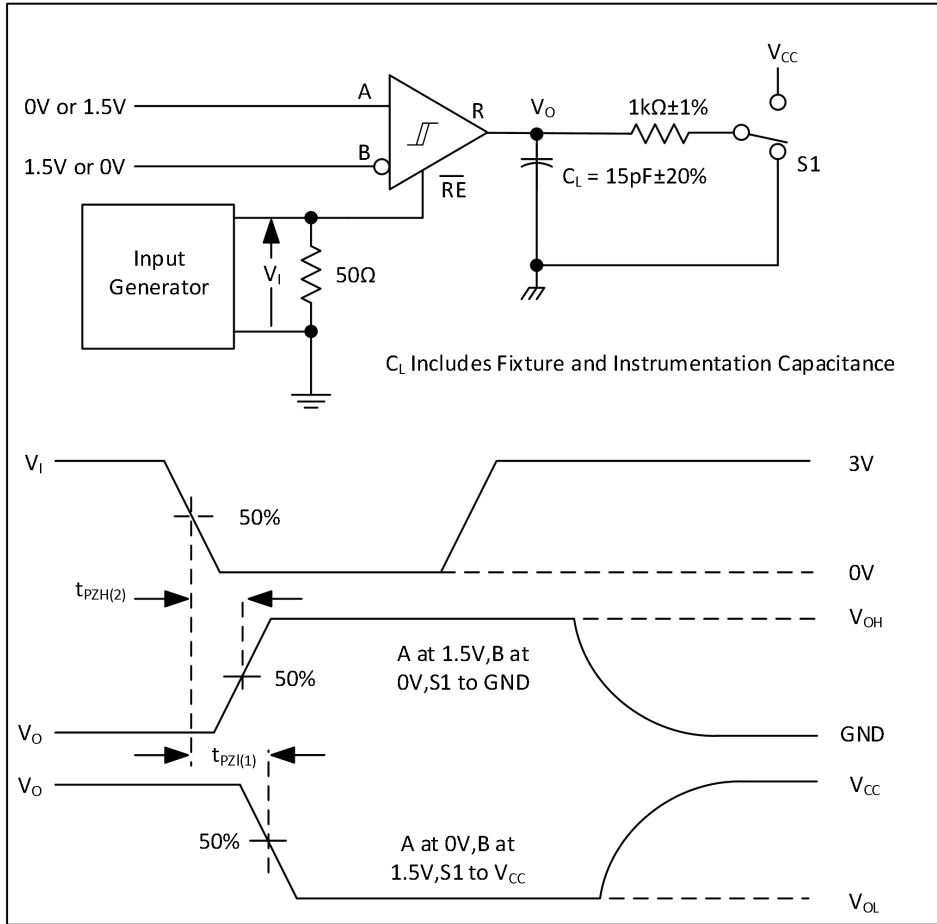 V_CC
0V or 1.5V
A
R
V_O
1kΩ±1%
1.5V or 0V
B
R̅E̅
C_L = 15pF±20%
S1
Input
Generator
V_I
50Ω
C_L Includes Fixture and Instrumentation Capacitance
V_I
3V
50%
0V
t_PZH(2)
V_OH
A at 1.5V,B at
0V,S1 to GND
50%
V_O
GND
t_PZI(1)
V_O
V_CC
50%
A at 0V,B at
1.5V,S1 to V_CC
V_OL